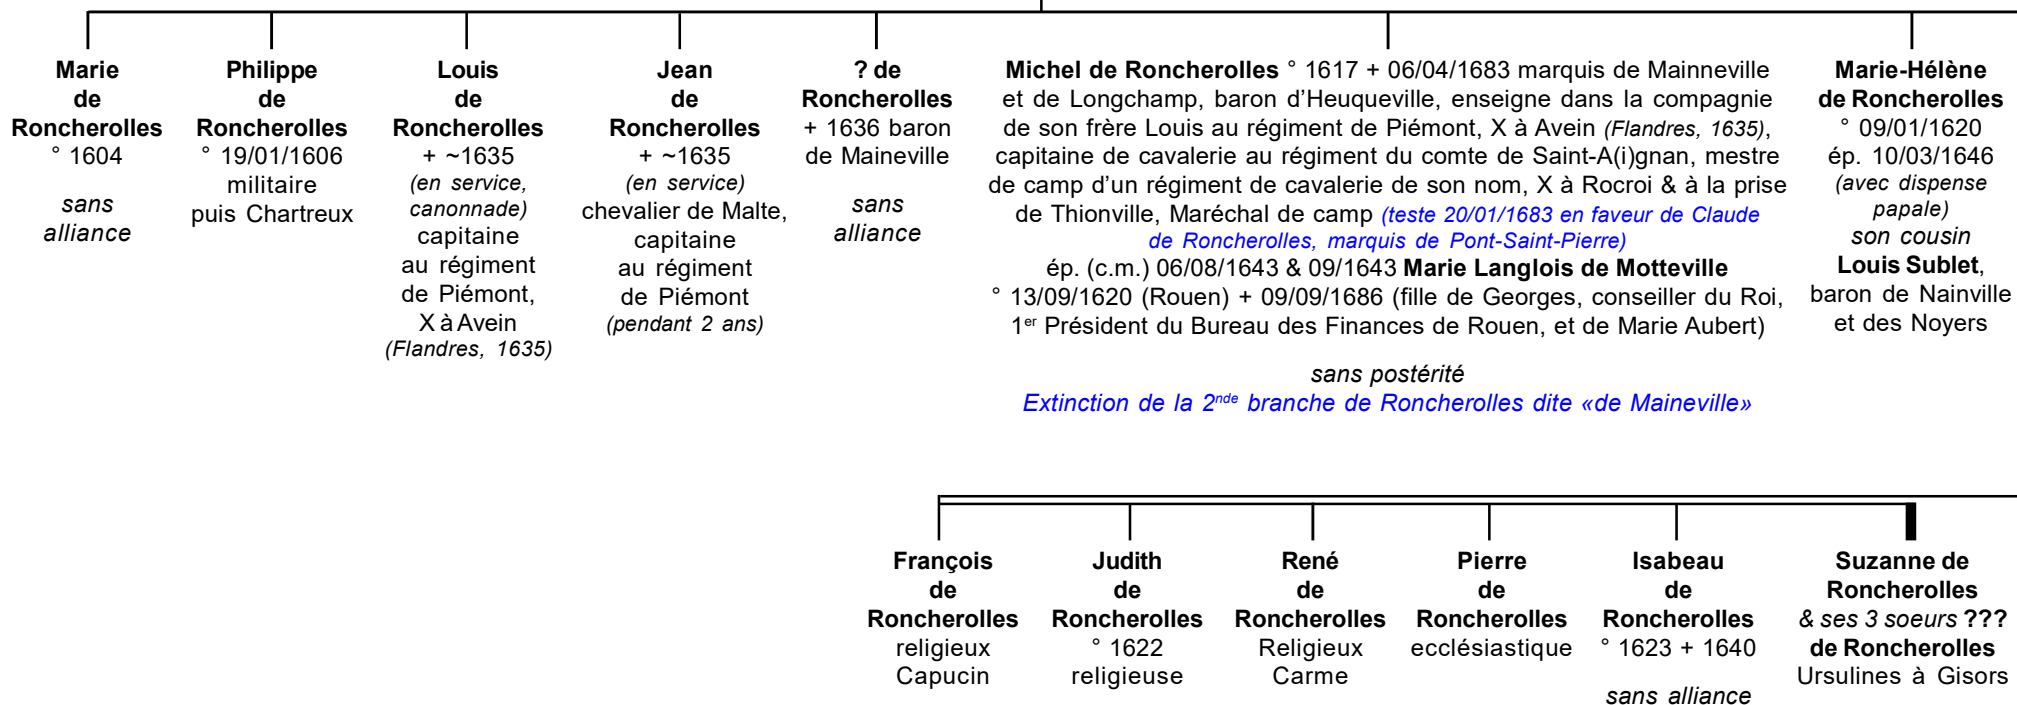 Marie
de
Roncherolles
° 1604
sans
alliance
Philippe
de
Roncherolles
° 19/01/1606
militaire
puis Chartreux
Louis
de
Roncherolles
+ ~1635
(en service,
canonnade)
capitaine
au régiment
de Piémont,
X à Avein
(Flandres, 1635)
Jean
de
Roncherolles
+ ~1635
(en service)
chevalier de Malte,
capitaine
au régiment
de Piémont
(pendant 2 ans)
? de
Roncherolles
+ 1636 baron
de Maineville
sans
alliance
Michel de Roncherolles ° 1617 + 06/04/1683 marquis de Mainneville
et de Longchamp, baron d’Heuqueville, enseigne dans la compagnie
de son frère Louis au régiment de Piémont, X à Avein (Flandres, 1635),
capitaine de cavalerie au régiment du comte de Saint-A(i)gnan, mestre
de camp d’un régiment de cavalerie de son nom, X à Rocroi & à la prise
de Thionville, Maréchal de camp (teste 20/01/1683 en faveur de Claude
de Roncherolles, marquis de Pont-Saint-Pierre)
ép. (c.m.) 06/08/1643 & 09/1643 Marie Langlois de Motteville
° 13/09/1620 (Rouen) + 09/09/1686 (fille de Georges, conseiller du Roi,
1er Président du Bureau des Finances de Rouen, et de Marie Aubert)
sans postérité
Extinction de la 2nde branche de Roncherolles dite «de Maineville»
Marie-Hélène
de Roncherolles
° 09/01/1620
ép. 10/03/1646
(avec dispense
papale)
son cousin
Louis Sublet,
baron de Nainville
et des Noyers
François
de
Roncherolles
religieux
Capucin
Judith
de
Roncherolles
° 1622
religieuse
René
de
Roncherolles
Religieux
Carme
Pierre
de
Roncherolles
ecclésiastique
Isabeau
de
Roncherolles
° 1623 + 1640
sans alliance
Suzanne de
Roncherolles
& ses 3 soeurs ???
de Roncherolles
Ursulines à Gisors